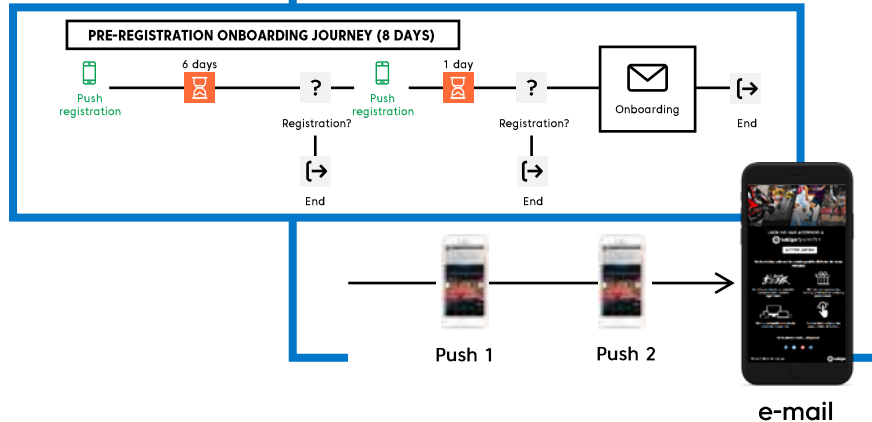 PRE-REGISTRATION ONBOARDING JOURNEY (8 DAYS)
6 days
1 day
?
?
Push
registration
Push
registration
Onboarding
Registration?
Registration?
End
End
End
Push 1
Push 2
e-mail